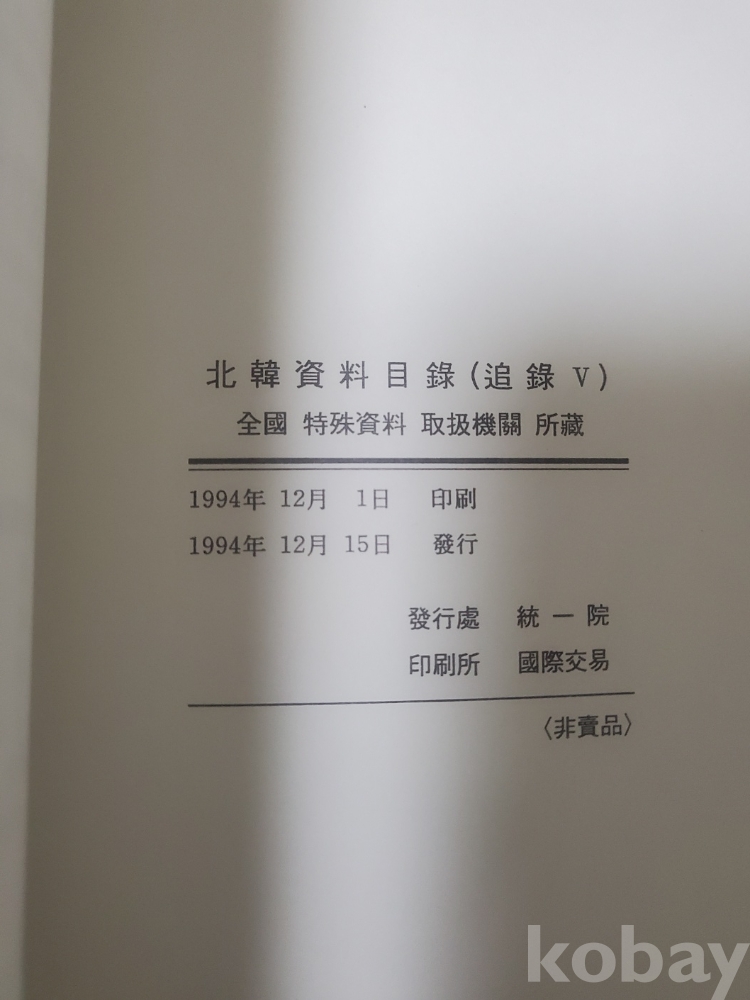 北韓資料目錄(追錄 V)
全國 特殊資料 取扱機關 所藏
1994年 12月 1日 印刷
1994年 12月 15日 發行
發行處 統一院
印刷所 國際交易
〈非賣品〉
kobay